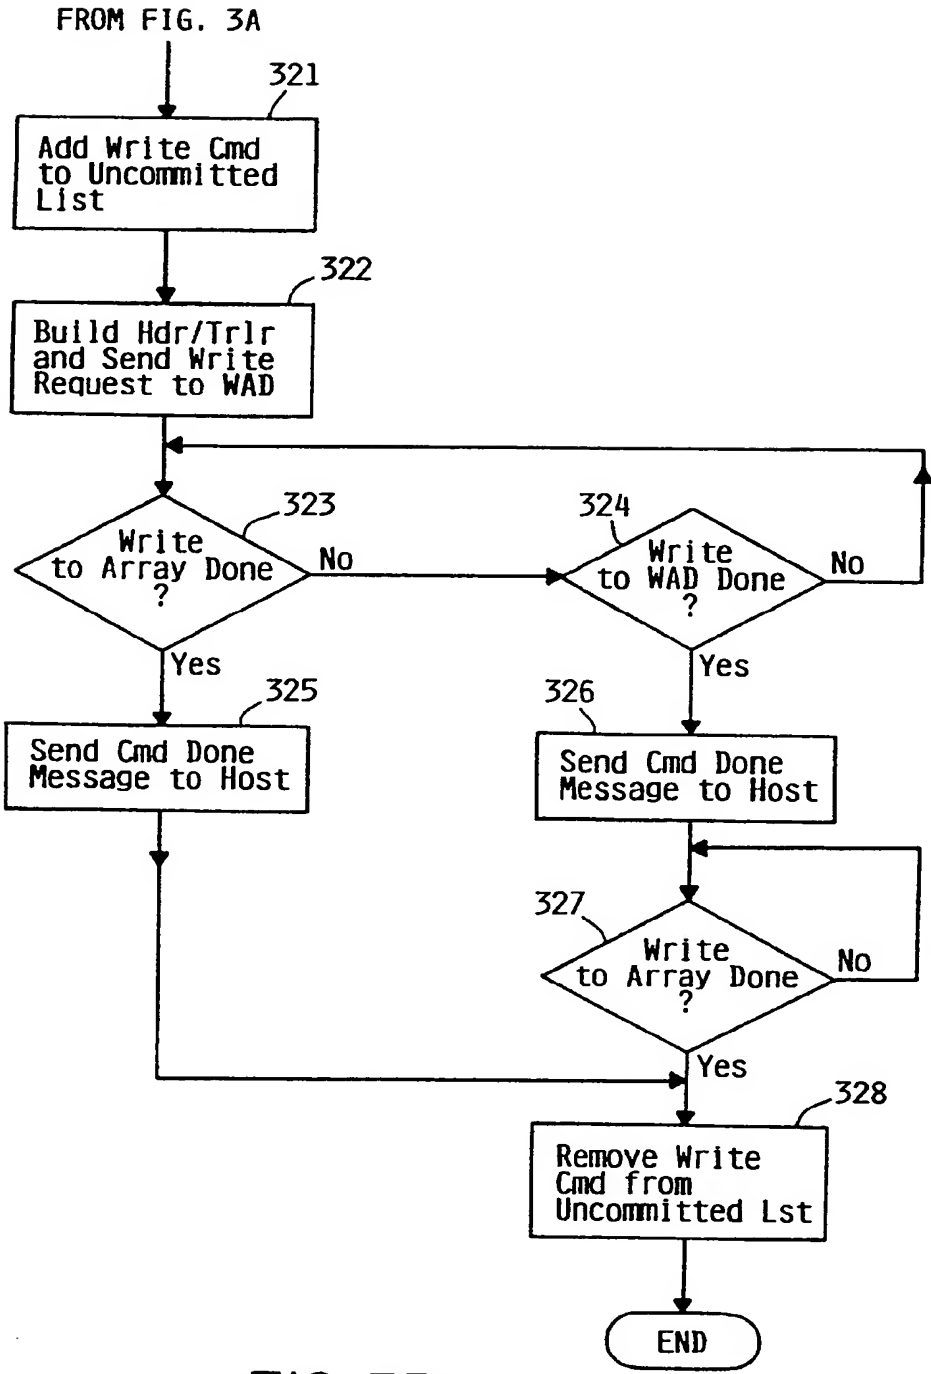 FROM FIG. 3A
321
Add Write Cmd
to Uncommitted
List
322
Build Hdr/Trlr
and Send Write
Request to WAD
323
Write
to Array Done
?
No
Yes
324
Write
to WAD Done
?
No
Yes
325
Send Cmd Done
Message to Host
326
Send Cmd Done
Message to Host
327
Write
to Array Done
?
No
Yes
328
Remove Write
Cmd from
Uncommitted Lst
END